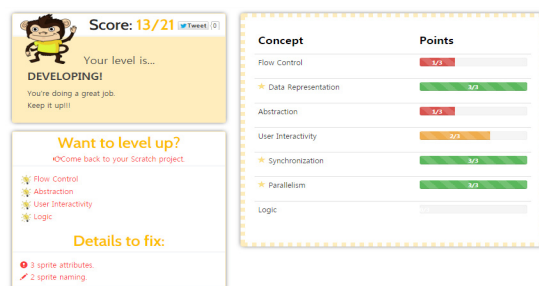 Score: 13/21 Tweet 0
Your level is...
DEVELOPING!
You're doing a great job.
Keep it up!!!
Want to level up?
Come back to your Scratch project.
Flow Control
Abstraction
User Interactivity
Logic
Details to fix:
3 sprite attributes.
2 sprite naming.
Concept Points
Flow Control 1/3
Data Representation 3/3
Abstraction 1/3
User Interactivity 2/3
Synchronization 3/3
Parallelism 3/3
Logic